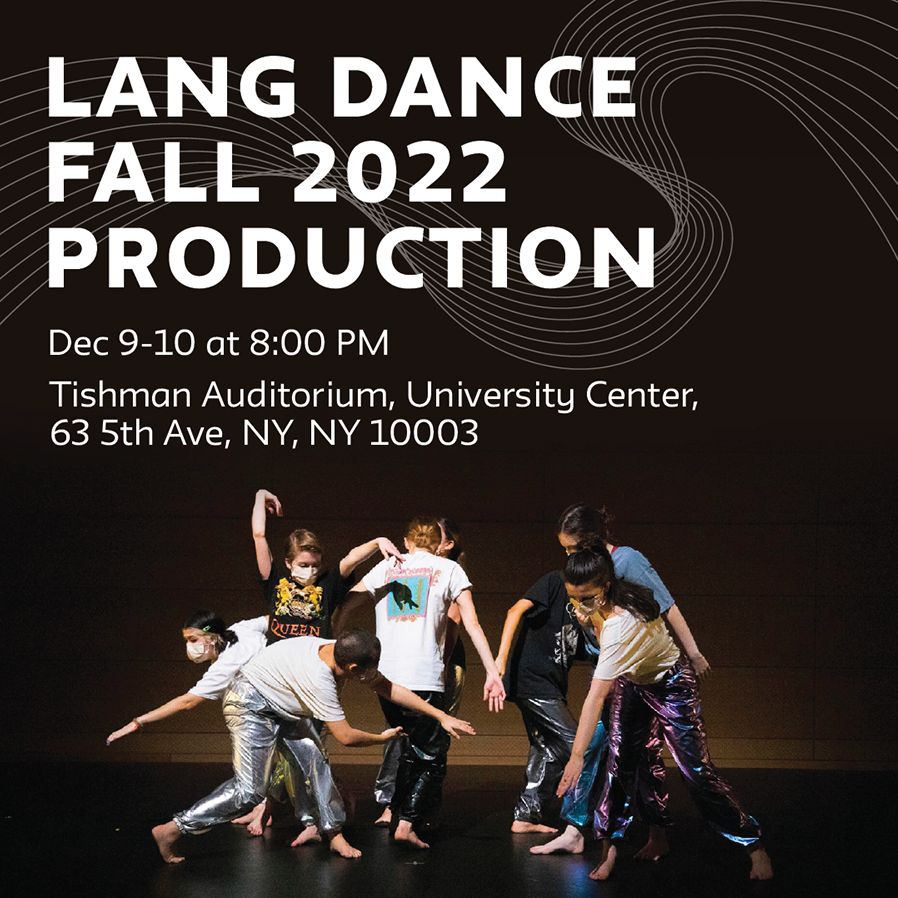 LANG DANCE
FALL 2022
PRODUCTION
Dec 9-10 at 8:00 PM
Tishman Auditorium, University Center,
63 5th Ave, NY, NY 10003
QUEEN